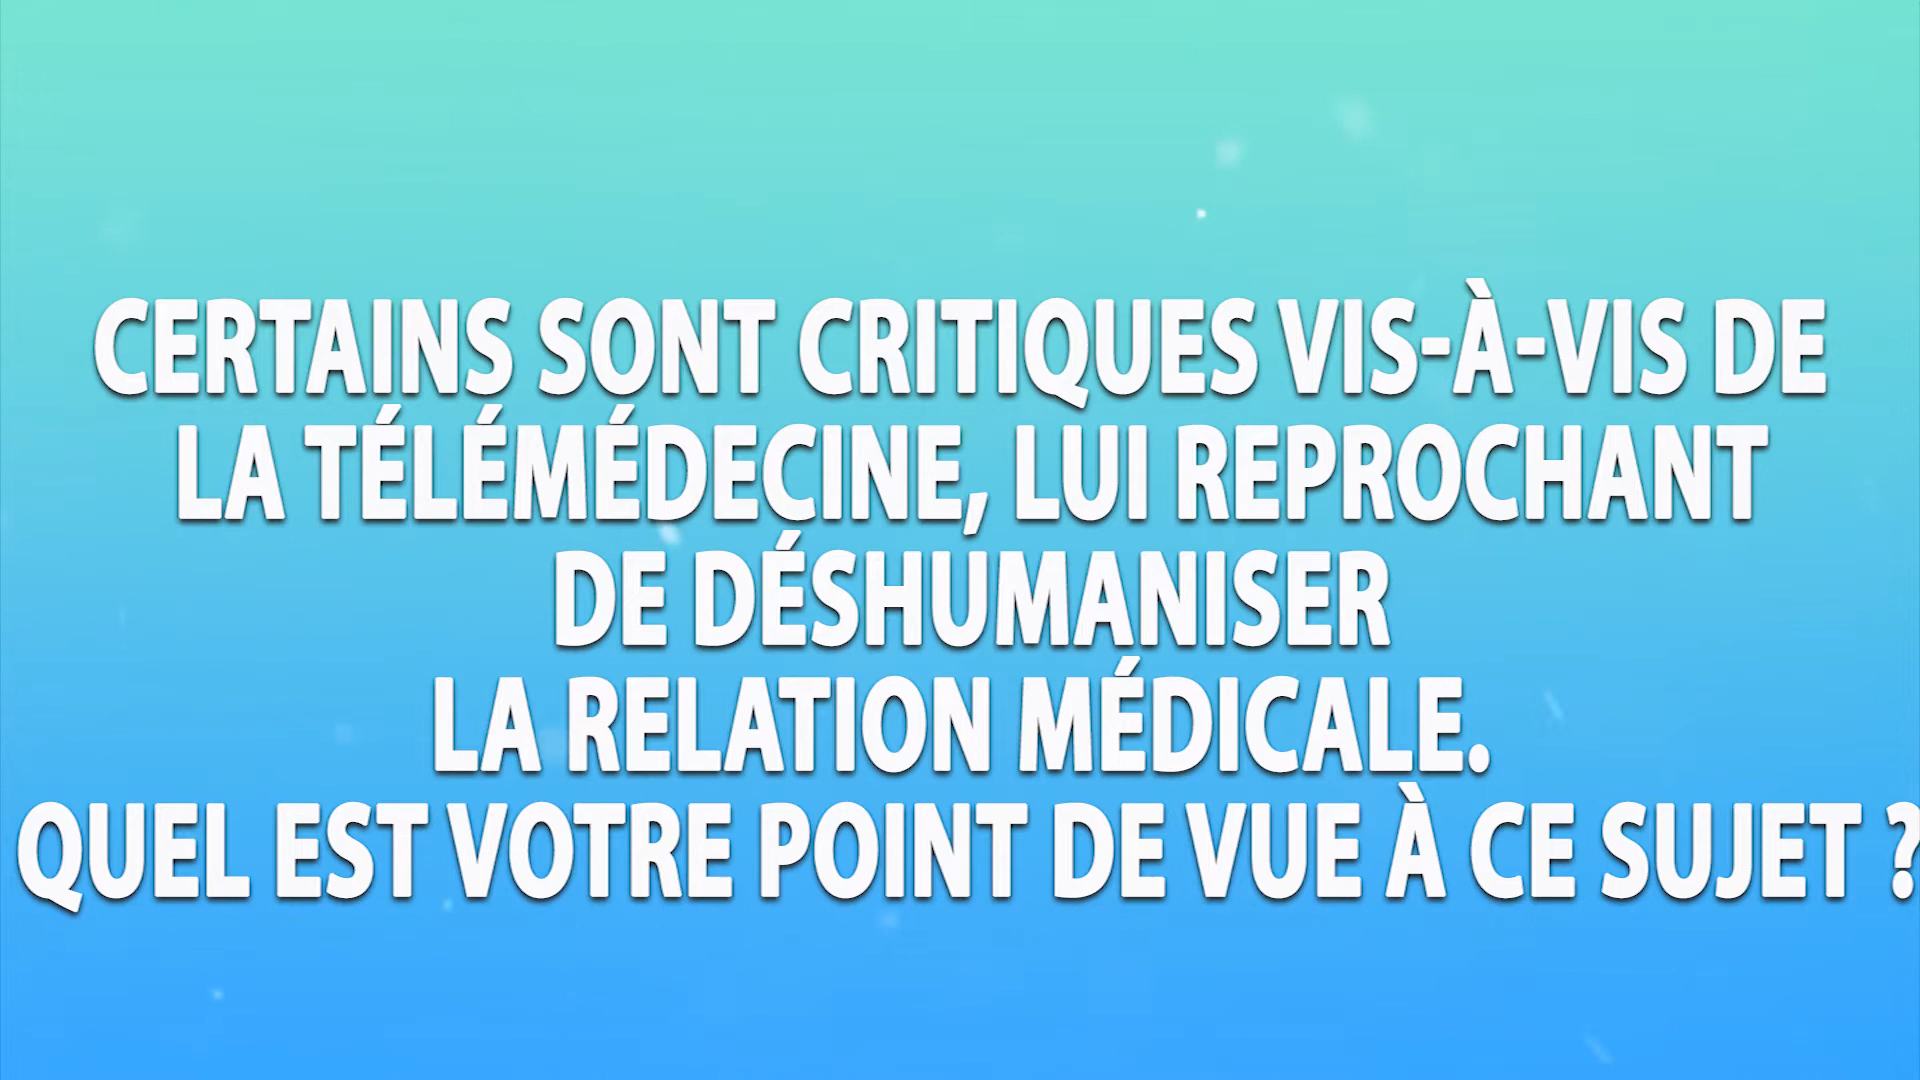 CERTAINS SONT CRITIQUES VIS-À-VIS DE
LA TÉLÉMÉDECINE, LUI REPROCHANT
DE DÉSHUMANISER
LA RELATION MÉDICALE.
QUEL EST VOTRE POINT DE VUE À CE SUJET ?